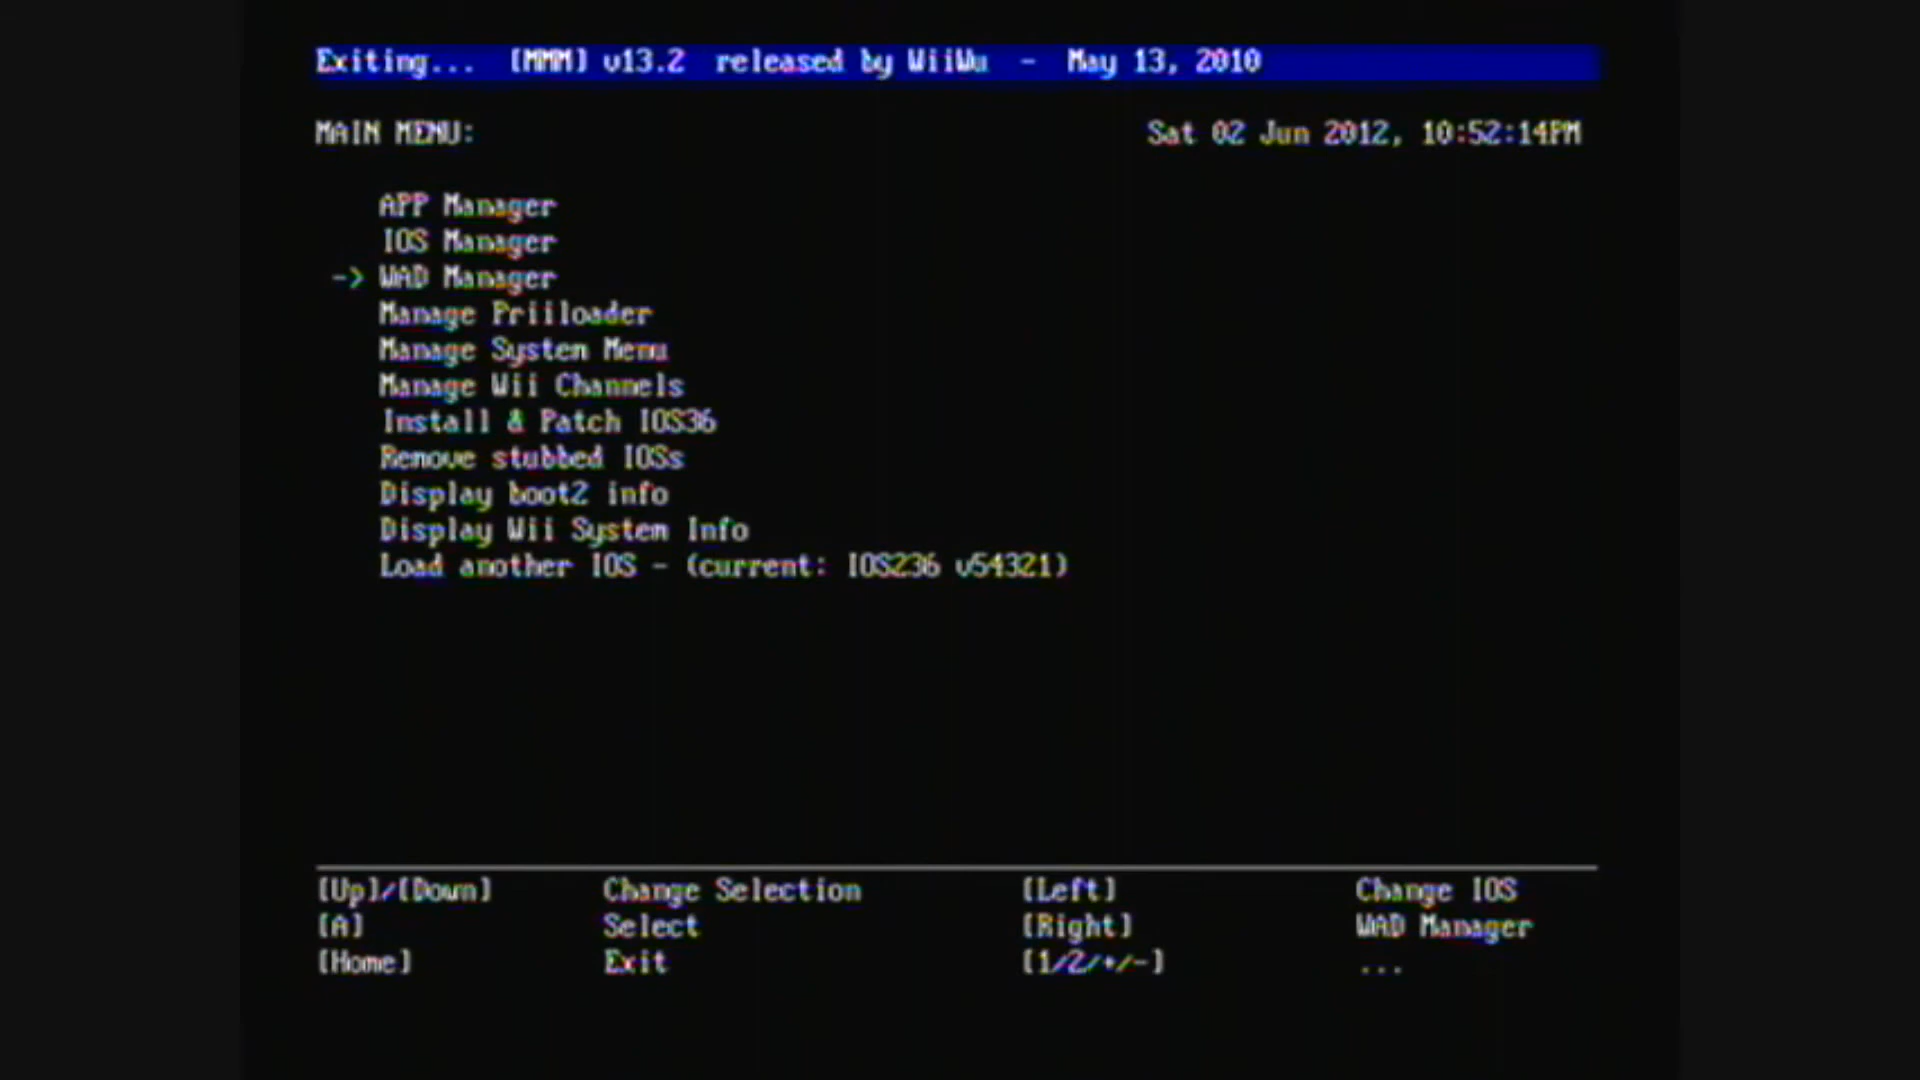 Exiting... [MMM] v13.2 released by WiiWu - May 13, 2010
MAIN MENU: Sat 02 Jun 2012, 10:52:14PM
APP Manager
IOS Manager
-> WAD Manager
Manage Priiloader
Manage System Menu
Manage Wii Channels
Install & Patch IOS36
Remove stubbed IOSs
Display boot2 info
Display Wii System Info
Load another IOS - (current: IOS236 v54321)
[Up]/[Down] Change Selection [Left] Change IOS
[A] Select [Right] WAD Manager
[Home] Exit [1/2/+/-] ...